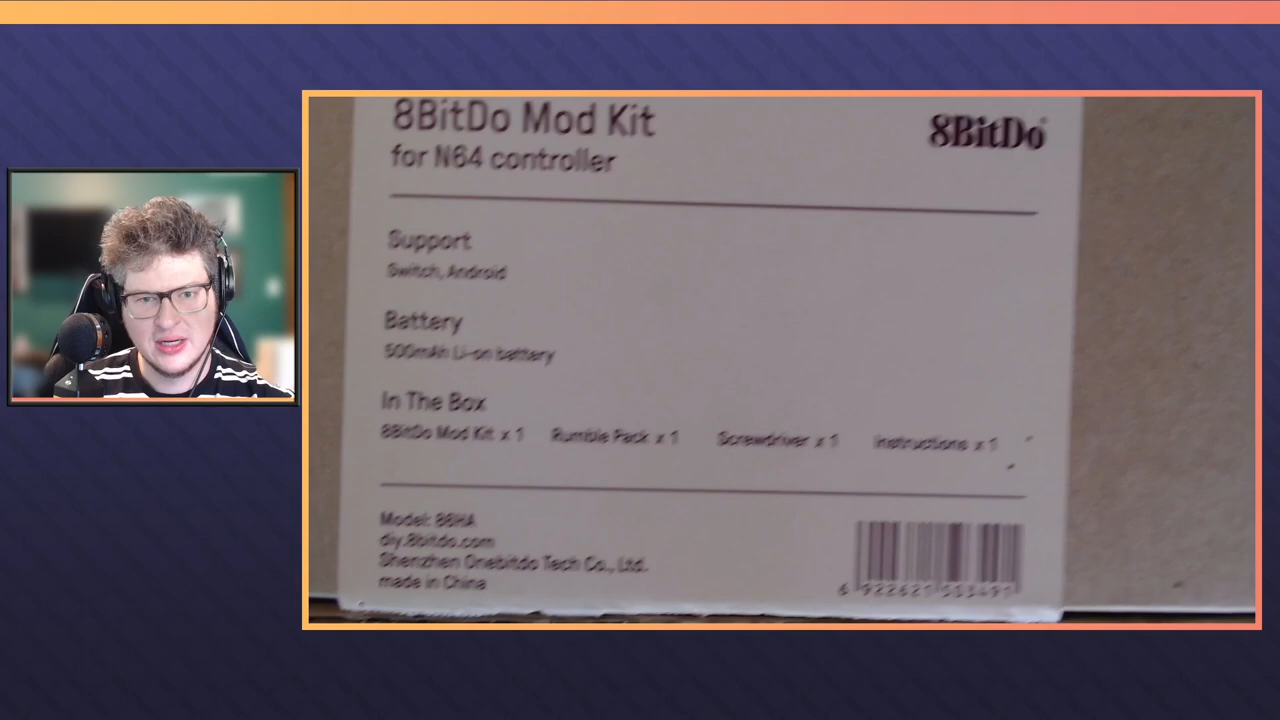 8BitDo Mod Kit
8BitDo
for N64 controller
Support
Switch, Android
Battery
500mAh Li-on battery
In The Box
8BitDo Mod Kit x 1 Rumble Pack x 1 Screwdriver x 1 Instructions x 1
Model: 86HA
diy.8bitdo.com
Shenzhen Onebitdo Tech Co., Ltd.
made in China